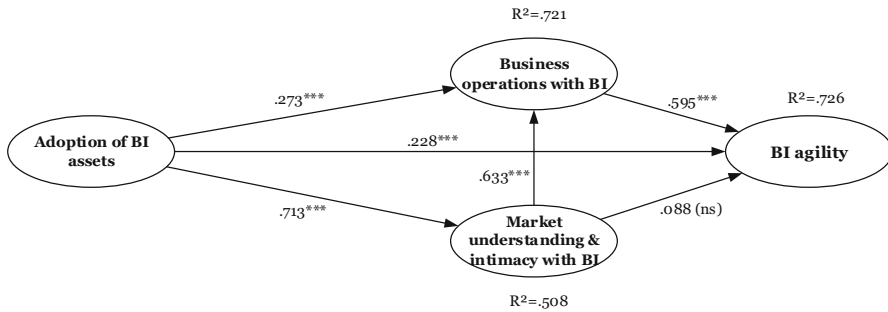 R²=.721
Business
operations with BI
.273***
.595***
R²=.726
Adoption of BI
assets
.228***
BI agility
.633***
.713***
Market
understanding &
intimacy with BI
.088 (ns)
R²=.508